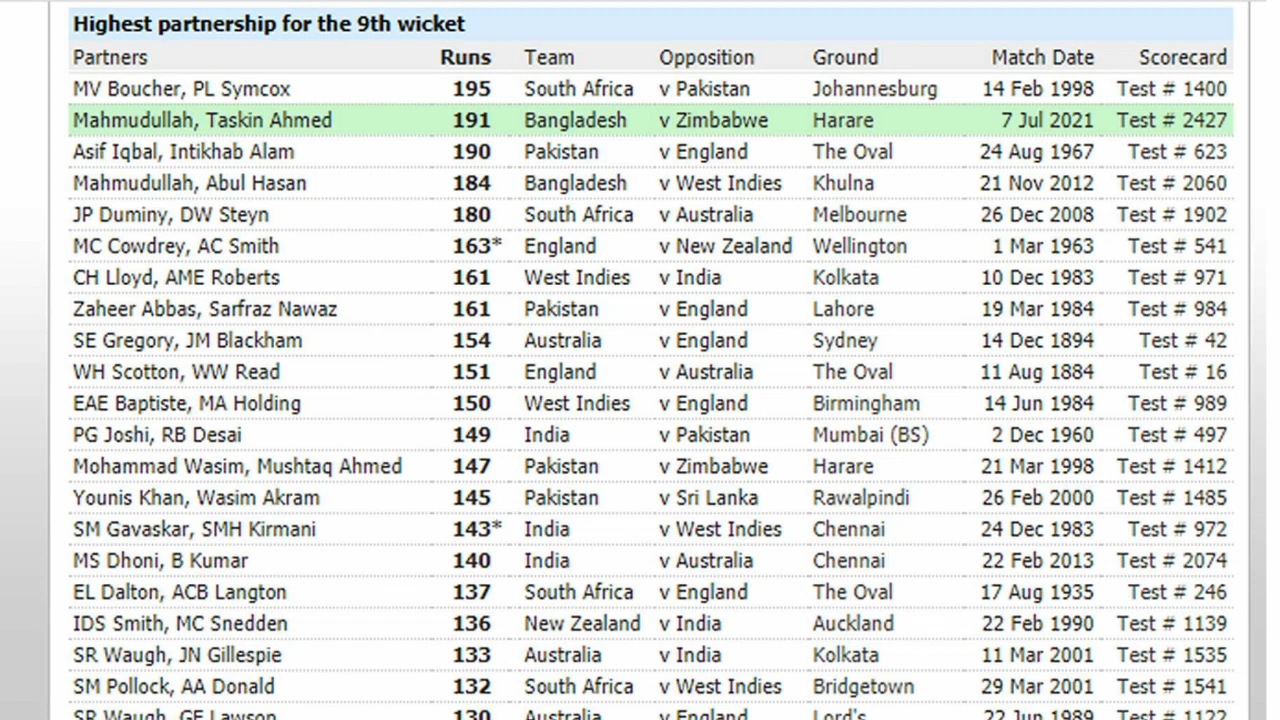 Highest partnership for the 9th wicket
Partners Runs Team Opposition Ground Match Date Scorecard
MV Boucher, PL Symcox 195 South Africa v Pakistan Johannesburg 14 Feb 1998 Test # 1400
Mahmudullah, Taskin Ahmed 191 Bangladesh v Zimbabwe Harare 7 Jul 2021 Test # 2427
Asif Iqbal, Intikhab Alam 190 Pakistan v England The Oval 24 Aug 1967 Test # 623
Mahmudullah, Abul Hasan 184 Bangladesh v West Indies Khulna 21 Nov 2012 Test # 2060
JP Duminy, DW Steyn 180 South Africa v Australia Melbourne 26 Dec 2008 Test # 1902
MC Cowdrey, AC Smith 163* England v New Zealand Wellington 1 Mar 1963 Test # 541
CH Lloyd, AME Roberts 161 West Indies v India Kolkata 10 Dec 1983 Test # 971
Zaheer Abbas, Sarfraz Nawaz 161 Pakistan v England Lahore 19 Mar 1984 Test # 984
SE Gregory, JM Blackham 154 Australia v England Sydney 14 Dec 1894 Test # 42
WH Scotton, WW Read 151 England v Australia The Oval 11 Aug 1884 Test # 16
EAE Baptiste, MA Holding 150 West Indies v England Birmingham 14 Jun 1984 Test # 989
PG Joshi, RB Desai 149 India v Pakistan Mumbai (BS) 2 Dec 1960 Test # 497
Mohammad Wasim, Mushtaq Ahmed 147 Pakistan v Zimbabwe Harare 21 Mar 1998 Test # 1412
Younis Khan, Wasim Akram 145 Pakistan v Sri Lanka Rawalpindi 26 Feb 2000 Test # 1485
SM Gavaskar, SMH Kirmani 143* India v West Indies Chennai 24 Dec 1983 Test # 972
MS Dhoni, B Kumar 140 India v Australia Chennai 22 Feb 2013 Test # 2074
EL Dalton, ACB Langton 137 South Africa v England The Oval 17 Aug 1935 Test # 246
IDS Smith, MC Snedden 136 New Zealand v India Auckland 22 Feb 1990 Test # 1139
SR Waugh, JN Gillespie 133 Australia v India Kolkata 11 Mar 2001 Test # 1535
SM Pollock, AA Donald 132 South Africa v West Indies Bridgetown 29 Mar 2001 Test # 1541
SR Waugh, GF Lawson 130 Australia v England Lord's 22 Jun 1989 Test # 1122